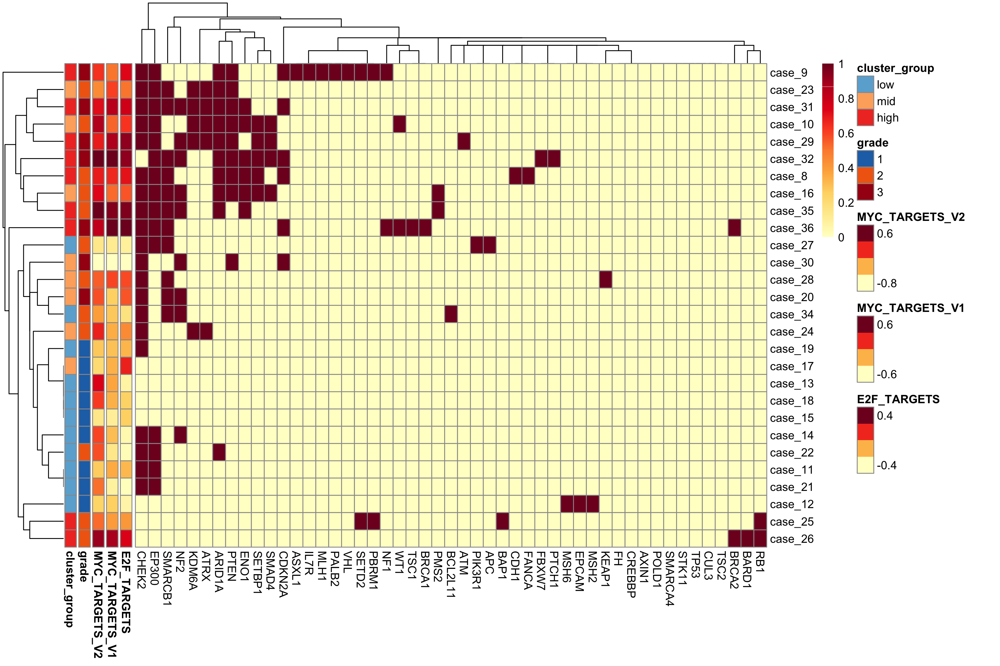 case_9
case_23
case_31
case_10
case_29
case_32
case_8
case_16
case_35
case_36
case_27
case_30
case_28
case_20
case_34
case_24
case_19
case_17
case_13
case_18
case_15
case_14
case_22
case_11
case_21
case_12
case_25
case_26
1
0.8
0.6
0.4
0.2
0
cluster_group
low
mid
high
grade
1
2
3
MYC_TARGETS_V2
0.6
-0.8
MYC_TARGETS_V1
0.6
-0.6
E2F_TARGETS
0.4
-0.4
cluster_group
grade
MYC_TARGETS_V2
MYC_TARGETS_V1
E2F_TARGETS
CHEK2
EP300
SMARCB1
NF2
KDM6A
ATRX
ARID1A
PTEN
ENO1
SETBP1
SMAD4
CDKN2A
ASXL1
IL7R
MLH1
PALB2
VHL
SETD2
PBRM1
NF1
WT1
TSC1
BRCA1
PMS2
BCL2L11
ATM
PIK3R1
APC
BAP1
CDH1
FANCA
FBXW7
PTCH1
MSH6
EPCAM
MSH2
KEAP1
FH
CREBBP
AXIN1
POLD1
SMARCA4
STK11
TP53
CUL3
TSC2
BRCA2
BARD1
RB1